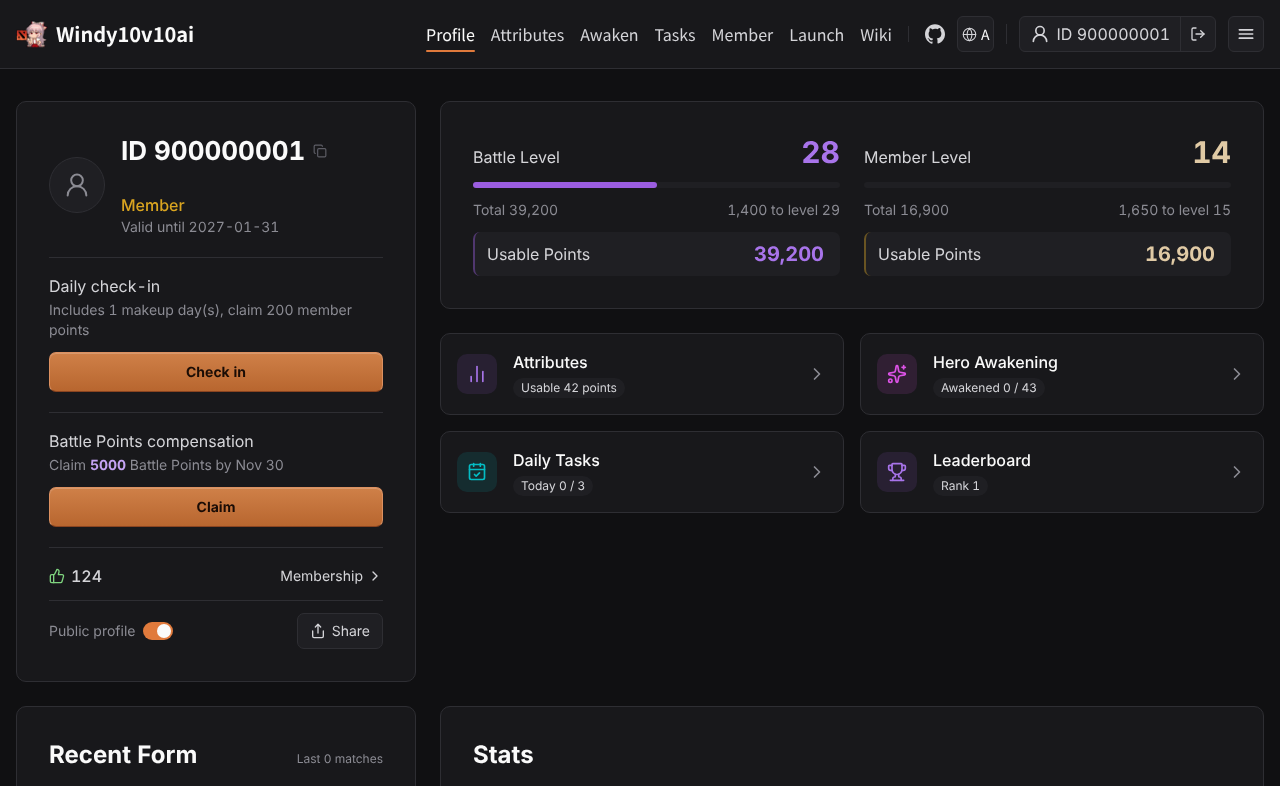 Windy10v10ai
Profile Attributes Awaken Tasks Member Launch Wiki
A
ID 900000001
ID 900000001
Member
Valid until 2027-01-31
Daily check-in
Includes 1 makeup day(s), claim 200 member
points
Check in
Battle Points compensation
Claim 5000 Battle Points by Nov 30
Claim
124
Membership
Public profile
Share
Battle Level 28
Total 39,200 1,400 to level 29
Usable Points 39,200
Member Level 14
Total 16,900 1,650 to level 15
Usable Points 16,900
Attributes
Usable 42 points
Hero Awakening
Awakened 0 / 43
Daily Tasks
Today 0 / 3
Leaderboard
Rank 1
Recent Form
Last 0 matches
Stats